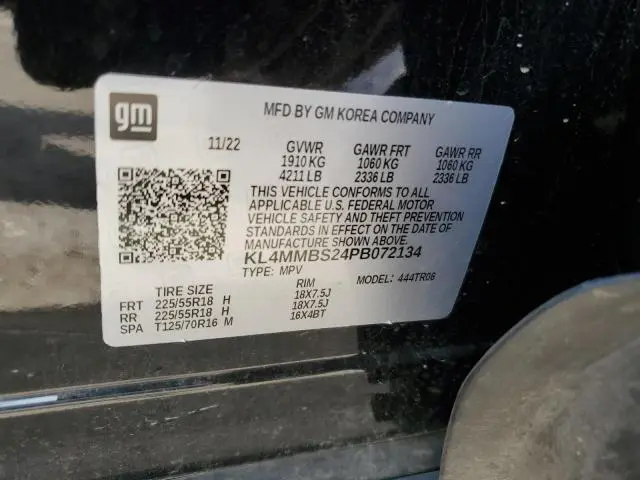 gm
MFD BY GM KOREA COMPANY
11/22 GVWR GAWR FRT GAWR RR
1910 KG 1060 KG 1060 KG
4211 LB 2336 LB 2336 LB
THIS VEHICLE CONFORMS TO ALL
APPLICABLE U.S. FEDERAL MOTOR
VEHICLE SAFETY AND THEFT PREVENTION
STANDARDS IN EFFECT ON THE DATE OF
MANUFACTURE SHOWN ABOVE.
KL4MMBS24PB072134
TYPE: MPV MODEL: 444TR06
TIRE SIZE RIM
FRT 225/55R18 H 18X7.5J
RR 225/55R18 H 18X7.5J
SPA T125/70R16 M 16X4BT